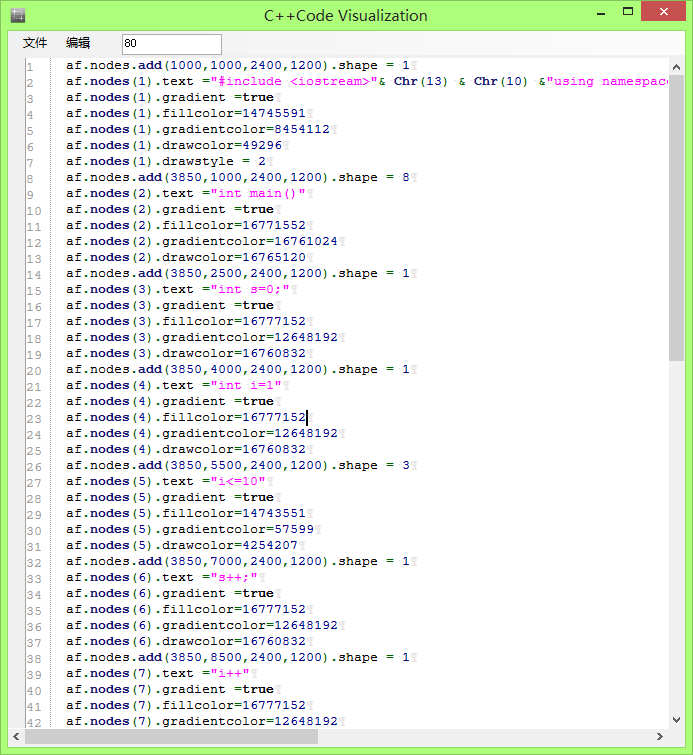 C++Code Visualization
文件 编辑 80
1 af.nodes.add(1000,1000,2400,1200).shape = 1¶
2 af.nodes(1).text ="#include <iostream>"& Chr(13) & Chr(10) &"using namespac
3 af.nodes(1).gradient =true¶
4 af.nodes(1).fillcolor=14745591¶
5 af.nodes(1).gradientcolor=8454112¶
6 af.nodes(1).drawcolor=49296¶
7 af.nodes(1).drawstyle = 2¶
8 af.nodes.add(3850,1000,2400,1200).shape = 8¶
9 af.nodes(2).text ="int main()"¶
10 af.nodes(2).gradient =true¶
11 af.nodes(2).fillcolor=16771552¶
12 af.nodes(2).gradientcolor=16761024¶
13 af.nodes(2).drawcolor=16765120¶
14 af.nodes.add(3850,2500,2400,1200).shape = 1¶
15 af.nodes(3).text ="int s=0;"¶
16 af.nodes(3).gradient =true¶
17 af.nodes(3).fillcolor=16777152¶
18 af.nodes(3).gradientcolor=12648192¶
19 af.nodes(3).drawcolor=16760832¶
20 af.nodes.add(3850,4000,2400,1200).shape = 1¶
21 af.nodes(4).text ="int i=1"¶
22 af.nodes(4).gradient =true¶
23 af.nodes(4).fillcolor=16777152¶
24 af.nodes(4).gradientcolor=12648192¶
25 af.nodes(4).drawcolor=16760832¶
26 af.nodes.add(3850,5500,2400,1200).shape = 3¶
27 af.nodes(5).text ="i<=10"¶
28 af.nodes(5).gradient =true¶
29 af.nodes(5).fillcolor=14743551¶
30 af.nodes(5).gradientcolor=57599¶
31 af.nodes(5).drawcolor=4254207¶
32 af.nodes.add(3850,7000,2400,1200).shape = 1¶
33 af.nodes(6).text ="s++;"¶
34 af.nodes(6).gradient =true¶
35 af.nodes(6).fillcolor=16777152¶
36 af.nodes(6).gradientcolor=12648192¶
37 af.nodes(6).drawcolor=16760832¶
38 af.nodes.add(3850,8500,2400,1200).shape = 1¶
39 af.nodes(7).text ="i++"¶
40 af.nodes(7).gradient =true¶
41 af.nodes(7).fillcolor=16777152¶
42 af.nodes(7).gradientcolor=12648192¶